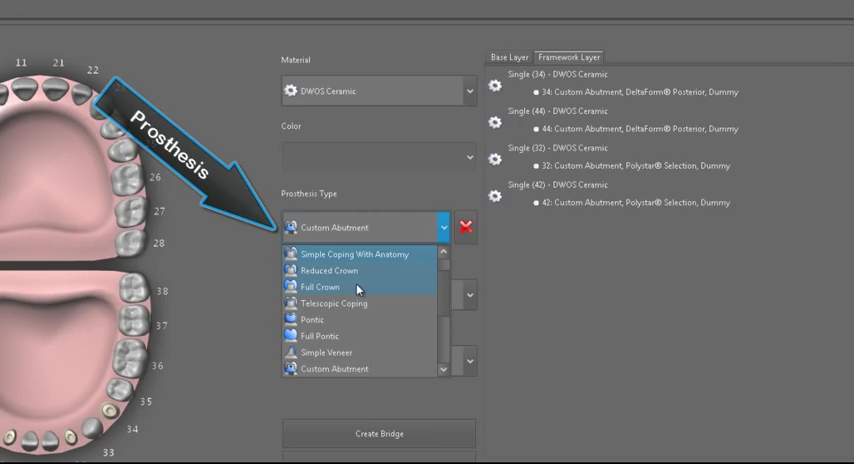 11
21
22
26
27
28
38
37
36
35
34
33
Prosthesis
Material
DWOS Ceramic
Color
Prosthesis Type
Custom Abutment
Simple Coping With Anatomy
Reduced Crown
Full Crown
Telescopic Coping
Pontic
Full Pontic
Simple Veneer
Custom Abutment
Create Bridge
Base Layer
Framework Layer
Single (34) - DWOS Ceramic
34: Custom Abutment, DeltaForm® Posterior, Dummy
Single (44) - DWOS Ceramic
44: Custom Abutment, DeltaForm® Posterior, Dummy
Single (32) - DWOS Ceramic
32: Custom Abutment, Polystar® Selection, Dummy
Single (42) - DWOS Ceramic
42: Custom Abutment, Polystar® Selection, Dummy